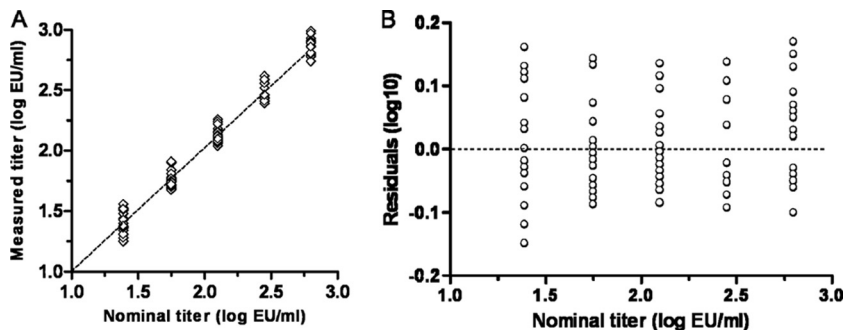 A
Measured titer (log EU/ml)
3.0
2.5
2.0
1.5
1.0
1.0 1.5 2.0 2.5 3.0
Nominal titer (log EU/ml)
B
Residuals (log10)
0.2
0.1
0.0
-0.1
-0.2
1.0 1.5 2.0 2.5 3.0
Nominal titer (log EU/ml)